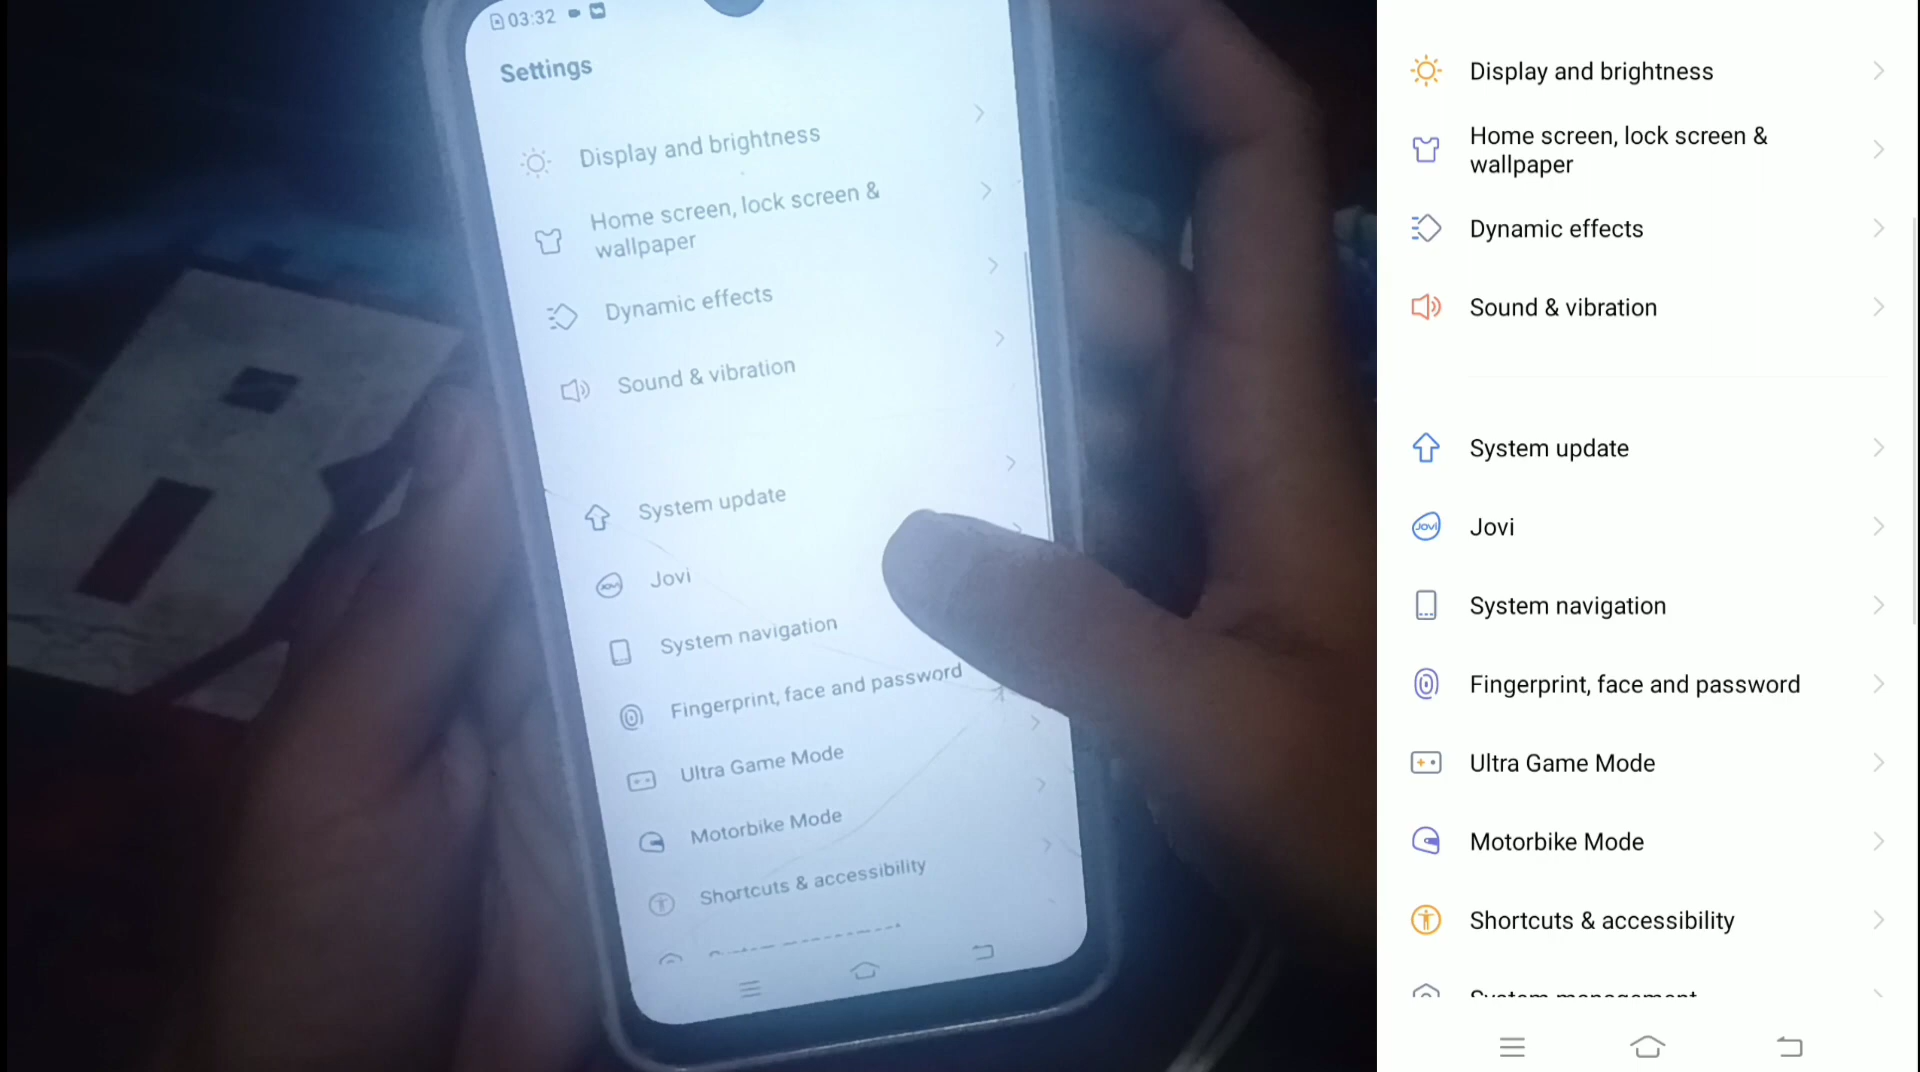 03:32
Settings
Display and brightness
Home screen, lock screen &
wallpaper
Dynamic effects
Sound & vibration
System update
Jovi
System navigation
Fingerprint, face and password
Ultra Game Mode
Motorbike Mode
Shortcuts & accessibility
Display and brightness
Home screen, lock screen &
wallpaper
Dynamic effects
Sound & vibration
System update
Jovi
Jovi
System navigation
Fingerprint, face and password
Ultra Game Mode
Motorbike Mode
Shortcuts & accessibility
System management